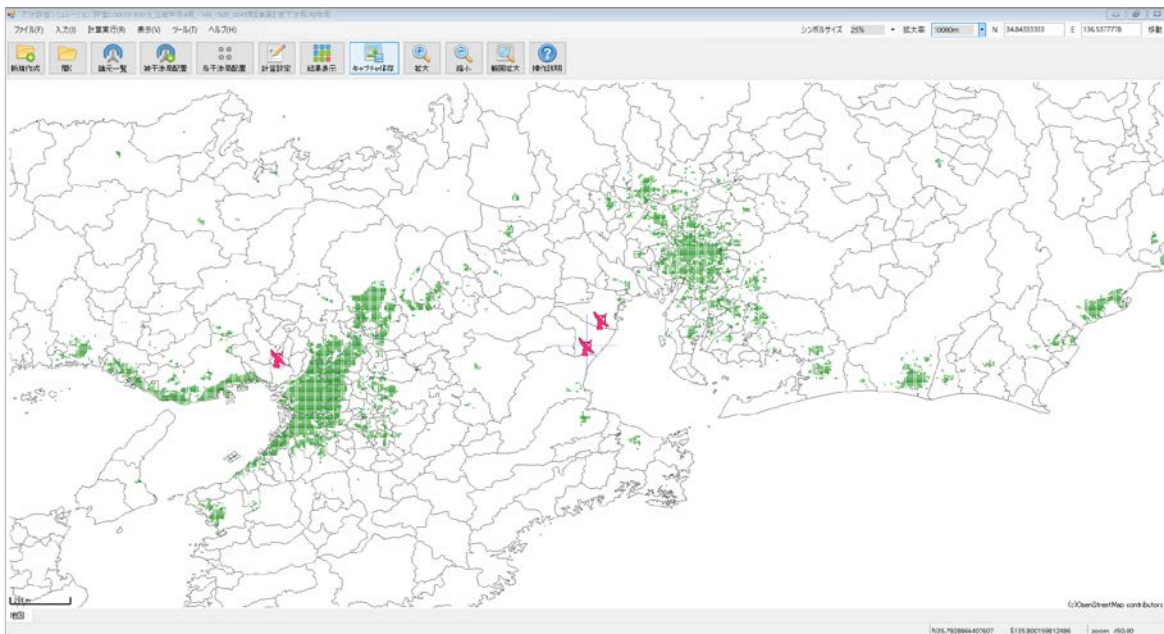 ファイル(F) 入力(I) 計算実行(R) 表示(V) ツール(T) ヘルプ(H)
シンボルサイズ 25% 拡大率 10000m N 34.84333333 E 136.5377778 移動
新規作成 開く 諸元一覧 被干渉局配置 与干渉局配置 計算設定 結果表示 キャプチャ保存 拡大 縮小 範囲拡大 操作説明
(c)OpenStreetMap contributors
地図
N35.7928866407607 E135.800159812486 zoom